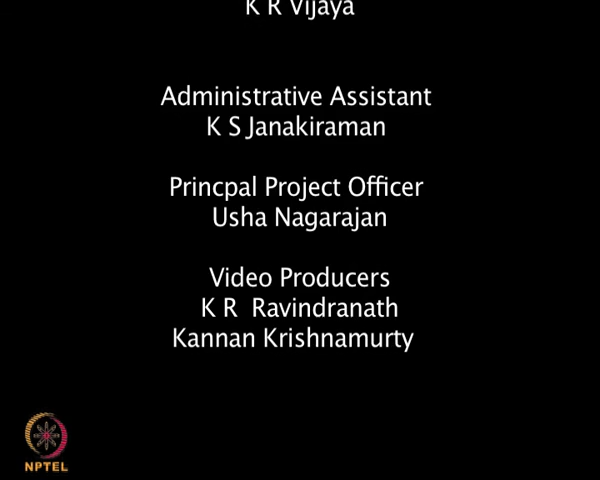 K R Vijaya
Administrative Assistant
K S Janakiraman
Princpal Project Officer
Usha Nagarajan
Video Producers
K R Ravindranath
Kannan Krishnamurty
NPTEL